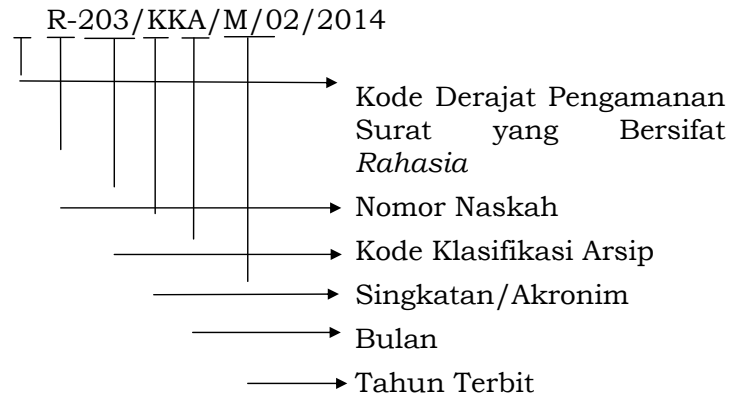 R-203/KKA/M/02/2014
Kode Derajat Pengamanan
Surat yang Bersifat
Rahasia
Nomor Naskah
Kode Klasifikasi Arsip
Singkatan/Akronim
Bulan
Tahun Terbit